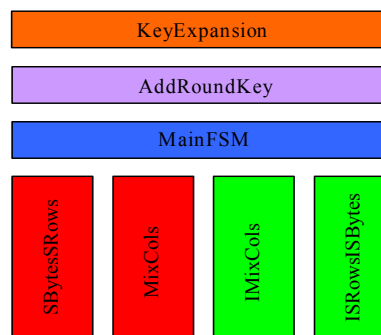 KeyExpansion
AddRoundKey
MainFSM
SBytesSRows
MixCols
IMixCols
ISRowsISBytes